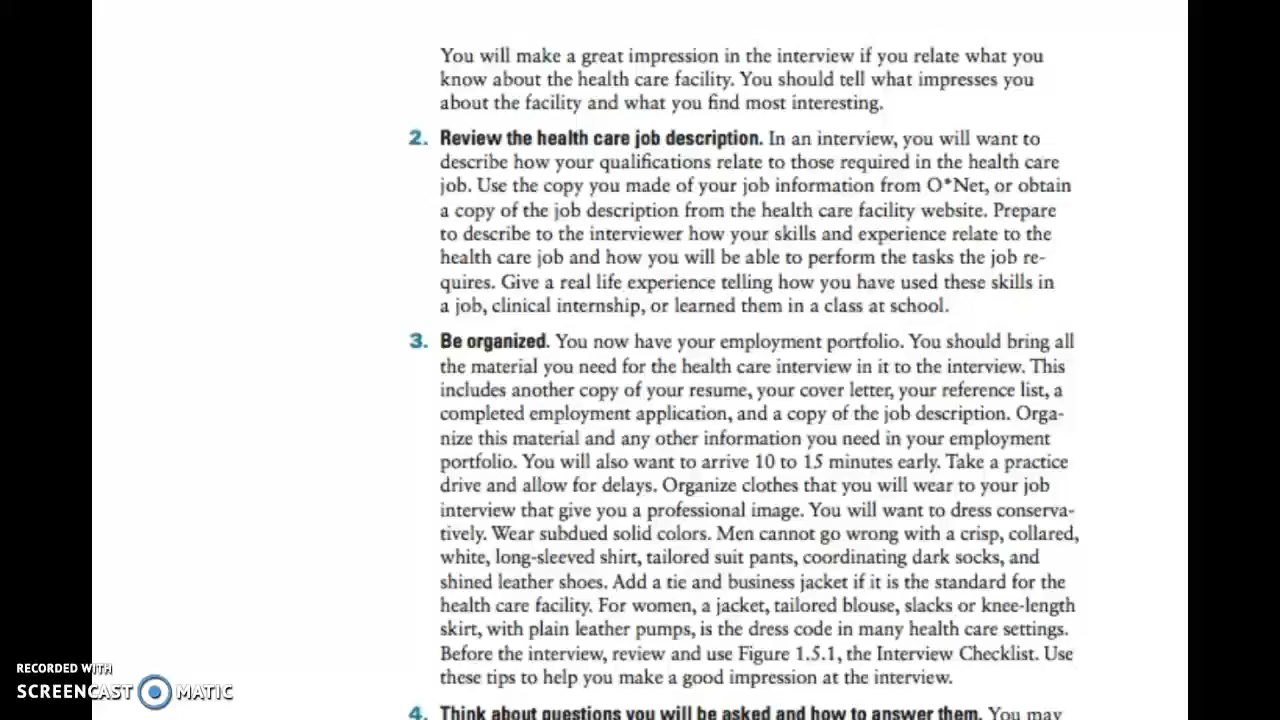 You will make a great impression in the interview if you relate what you
know about the health care facility. You should tell what impresses you
about the facility and what you find most interesting.
2. Review the health care job description. In an interview, you will want to
describe how your qualifications relate to those required in the health care
job. Use the copy you made of your job information from O*Net, or obtain
a copy of the job description from the health care facility website. Prepare
to describe to the interviewer how your skills and experience relate to the
health care job and how you will be able to perform the tasks the job re-
quires. Give a real life experience telling how you have used these skills in
a job, clinical internship, or learned them in a class at school.
3. Be organized. You now have your employment portfolio. You should bring all
the material you need for the health care interview in it to the interview. This
includes another copy of your resume, your cover letter, your reference list, a
completed employment application, and a copy of the job description. Orga-
nize this material and any other information you need in your employment
portfolio. You will also want to arrive 10 to 15 minutes early. Take a practice
drive and allow for delays. Organize clothes that you will wear to your job
interview that give you a professional image. You will want to dress conserva-
tively. Wear subdued solid colors. Men cannot go wrong with a crisp, collared,
white, long-sleeved shirt, tailored suit pants, coordinating dark socks, and
shined leather shoes. Add a tie and business jacket if it is the standard for the
health care facility. For women, a jacket, tailored blouse, slacks or knee-length
skirt, with plain leather pumps, is the dress code in many health care settings.
Before the interview, review and use Figure 1.5.1, the Interview Checklist. Use
these tips to help you make a good impression at the interview.
4. Think about questions you will be asked and how to answer them. You may
RECORDED WITH
SCREENCAST MATIC